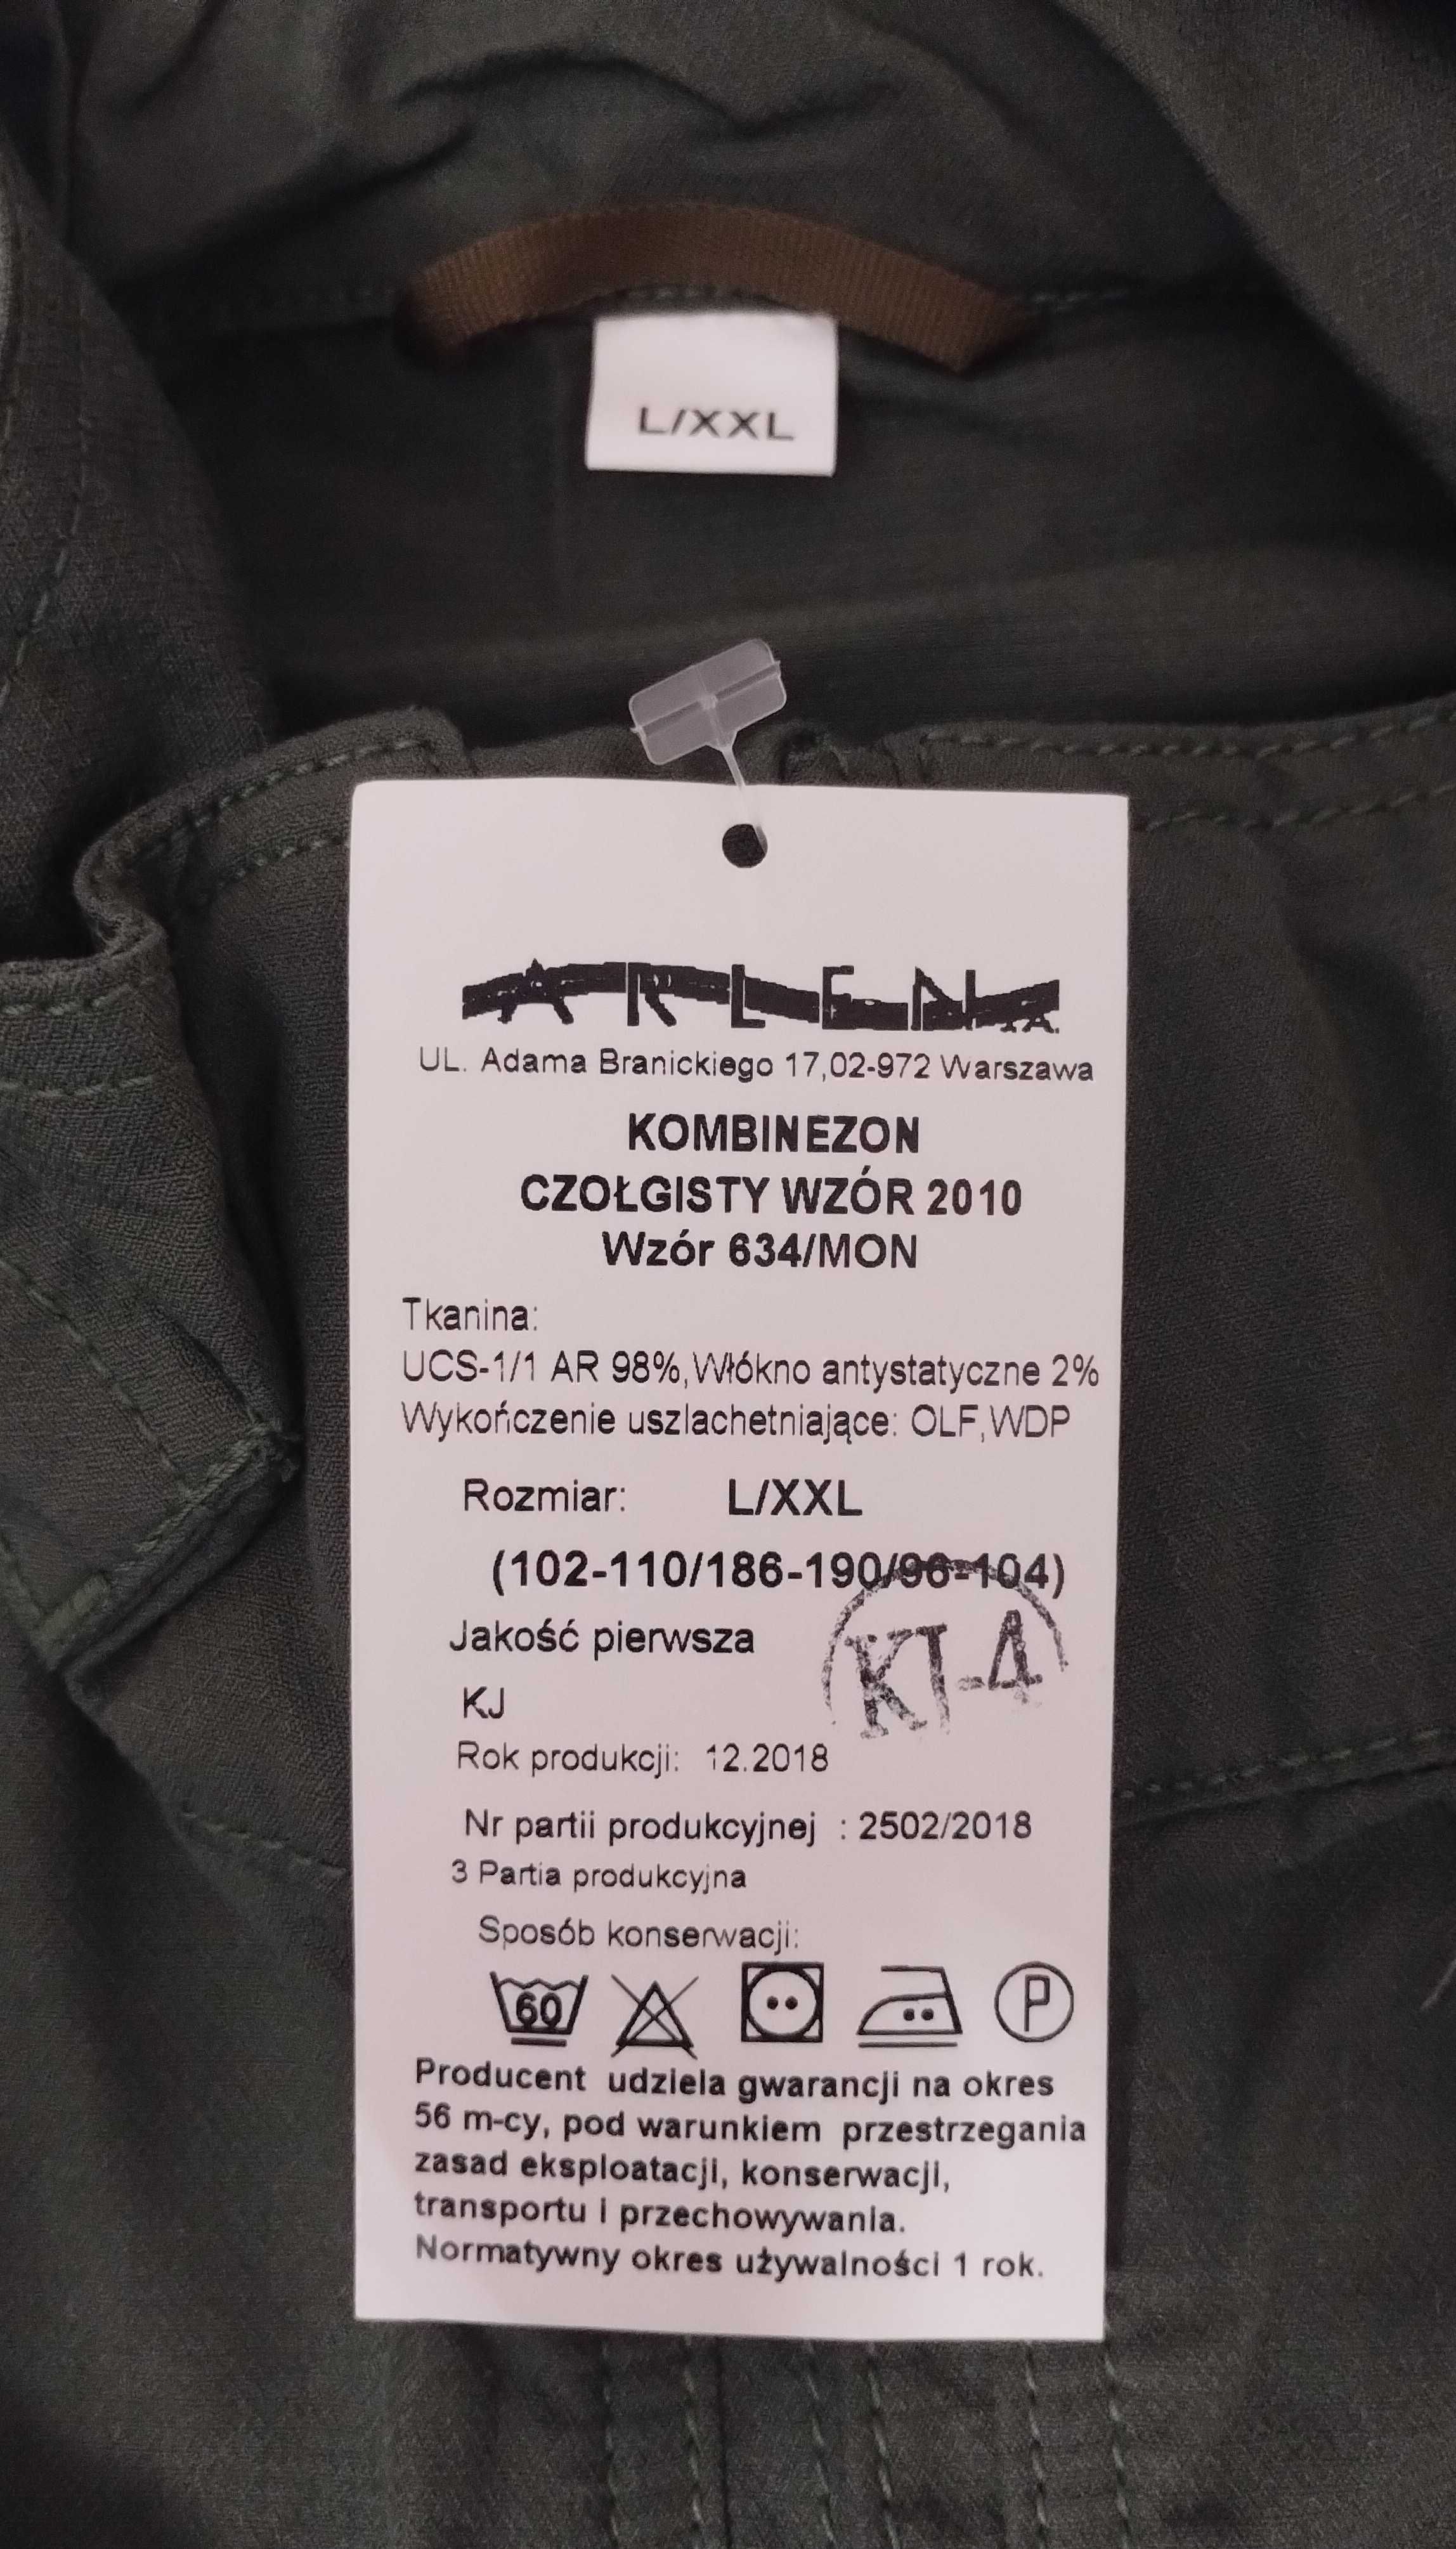 L/XXL
ARLEN S.A.
UL. Adama Branickiego 17,02-972 Warszawa
KOMBINEZON
CZOŁGISTY WZÓR 2010
Wzór 634/MON
Tkanina:
UCS-1/1 AR 98%,Włókno antystatyczne 2%
Wykończenie uszlachetniające: OLF,WDP
Rozmiar: L/XXL
(102-110/186-190/96-104)
Jakość pierwsza
KT-4
KJ
Rok produkcji: 12.2018
Nr partii produkcyjnej : 2502/2018
3 Partia produkcyjna
Sposób konserwacji:
60 P
Producent udziela gwarancji na okres
56 m-cy, pod warunkiem przestrzegania
zasad eksploatacji, konserwacji,
transportu i przechowywania.
Normatywny okres używalności 1 rok.